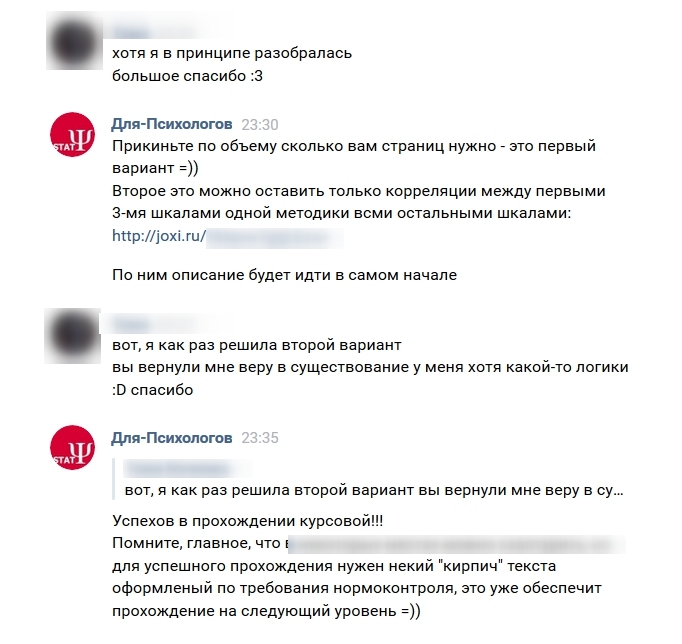 хотя я в принципе разобралась
большое спасибо :3
Для-Психологов 23:30
STAT Ψ
Прикиньте по объему сколько вам страниц нужно - это первый
вариант =))
Второе это можно оставить только корреляции между первыми
3-мя шкалами одной методики всми остальными шкалами:
http://joxi.ru/
По ним описание будет идти в самом начале
вот, я как раз решила второй вариант
вы вернули мне веру в существование у меня хотя какой-то логики
:D спасибо
Для-Психологов 23:35
STAT Ψ
вот, я как раз решила второй вариант вы вернули мне веру в су...
Успехов в прохождении курсовой!!!
Помните, главное, что
для успешного прохождения нужен некий "кирпич" текста
оформленый по требования нормоконтроля, это уже обеспечит
прохождение на следующий уровень =))